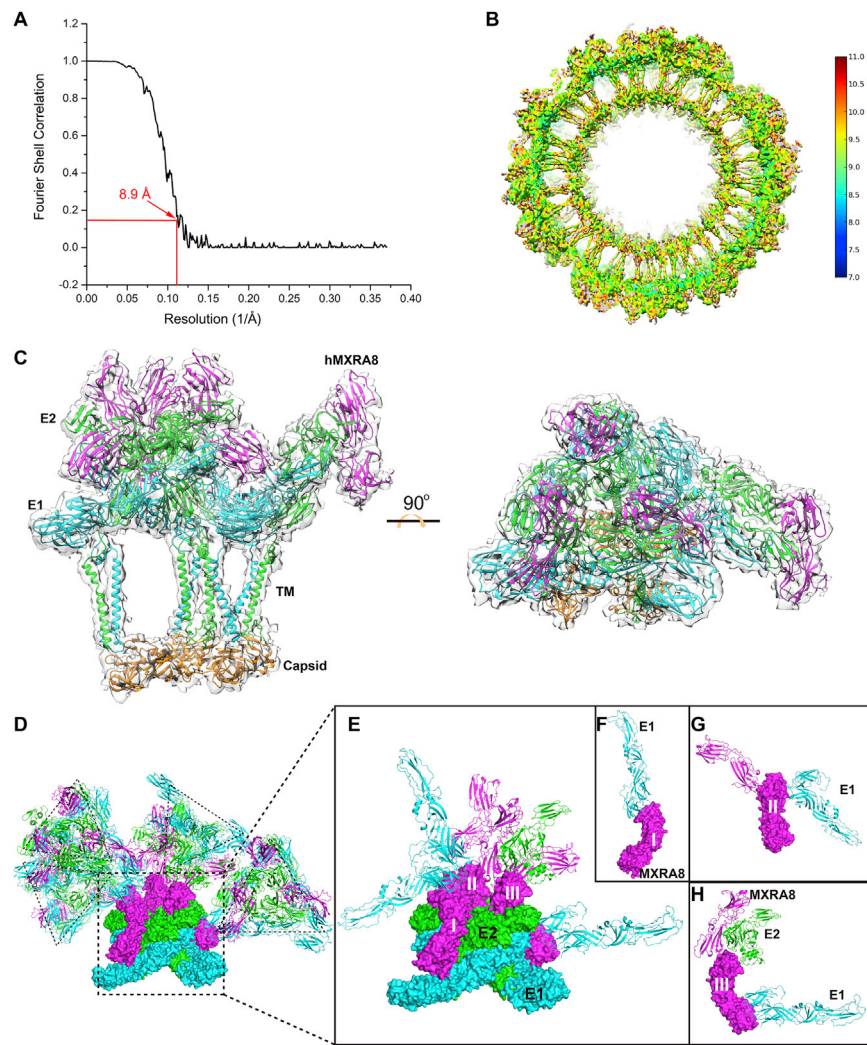 A
1.2
1.0
0.8
0.6
0.4
0.2
0.0
-0.2
Fourier Shell Correlation
8.9 Å
0.00 0.05 0.10 0.15 0.20 0.25 0.30 0.35 0.40
Resolution (1/Å)
B
11.0
10.5
10.0
9.5
9.0
8.5
8.0
7.5
7.0
C
hMXRA8
E2
E1
TM
Capsid
90°
D
E
I
II
III
E2
E1
F
E1
I
MXRA8
G
E1
II
H
MXRA8
E2
III
E1